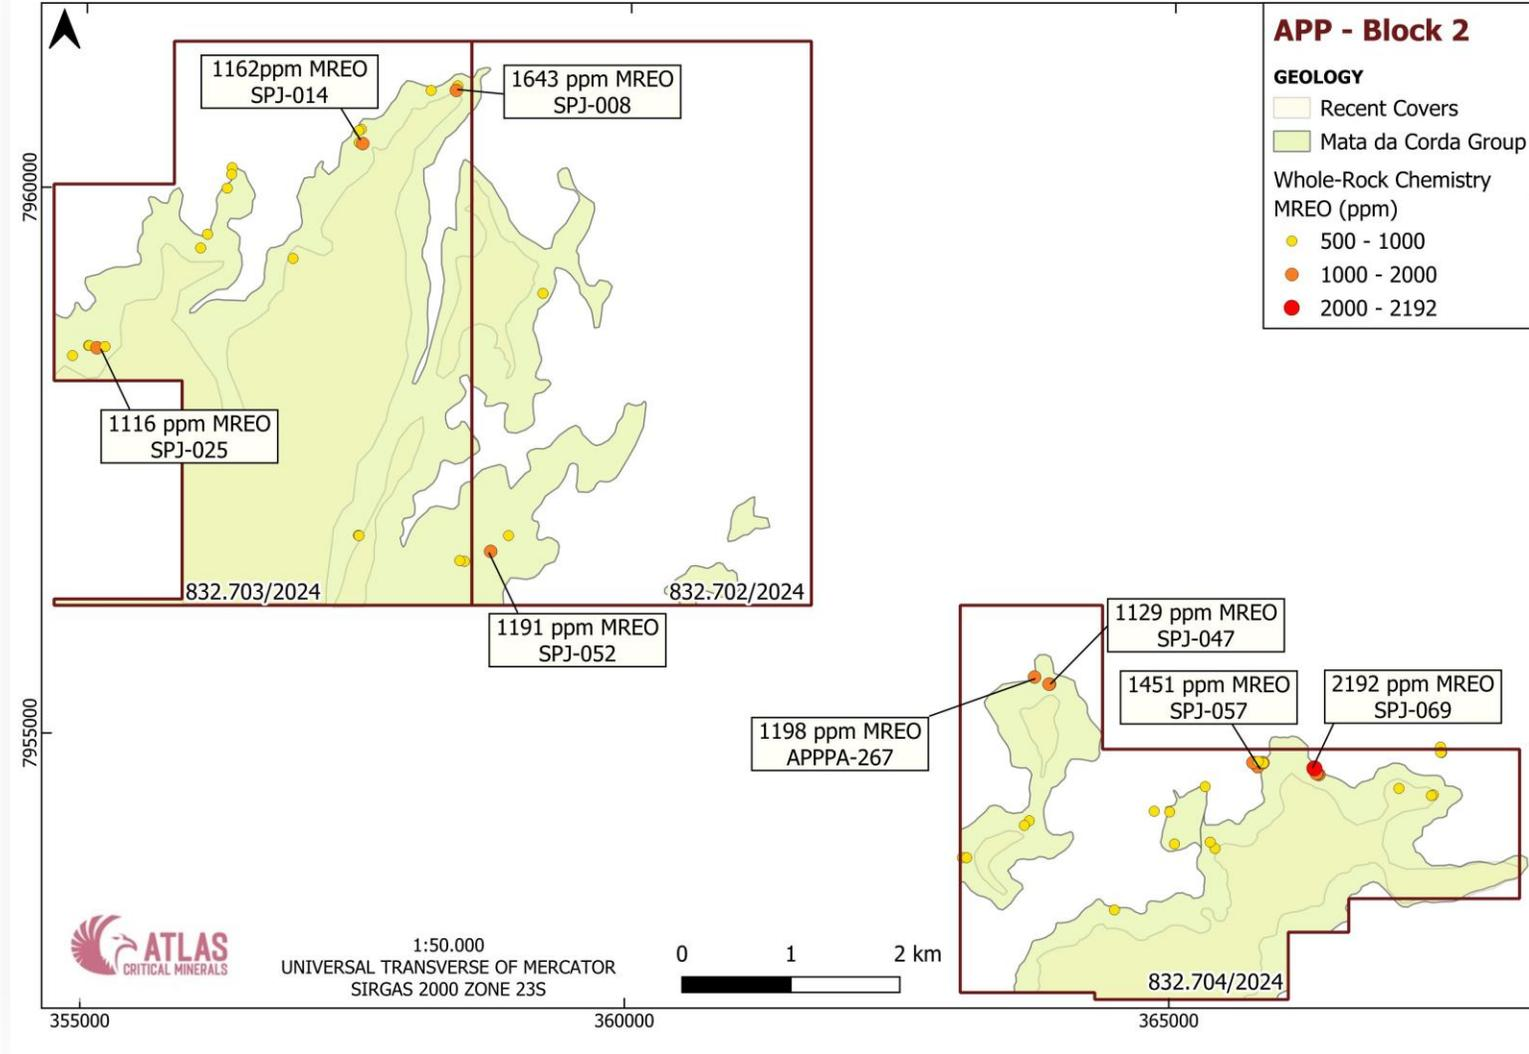 APP - Block 2
GEOLOGY
Recent Covers
Mata da Corda Group
Whole-Rock Chemistry
MREO (ppm)
500 - 1000
1000 - 2000
2000 - 2192
1162ppm MREO
SPJ-014
1643 ppm MREO
SPJ-008
7960000
1116 ppm MREO
SPJ-025
832.703/2024
832.702/2024
1191 ppm MREO
SPJ-052
1129 ppm MREO
SPJ-047
1451 ppm MREO
SPJ-057
2192 ppm MREO
SPJ-069
1198 ppm MREO
APPPA-267
7955000
832.704/2024
ATLAS
CRITICAL MINERALS
1:50.000
UNIVERSAL TRANSVERSE OF MERCATOR
SIRGAS 2000 ZONE 23S
0 1 2 km
355000 360000 365000